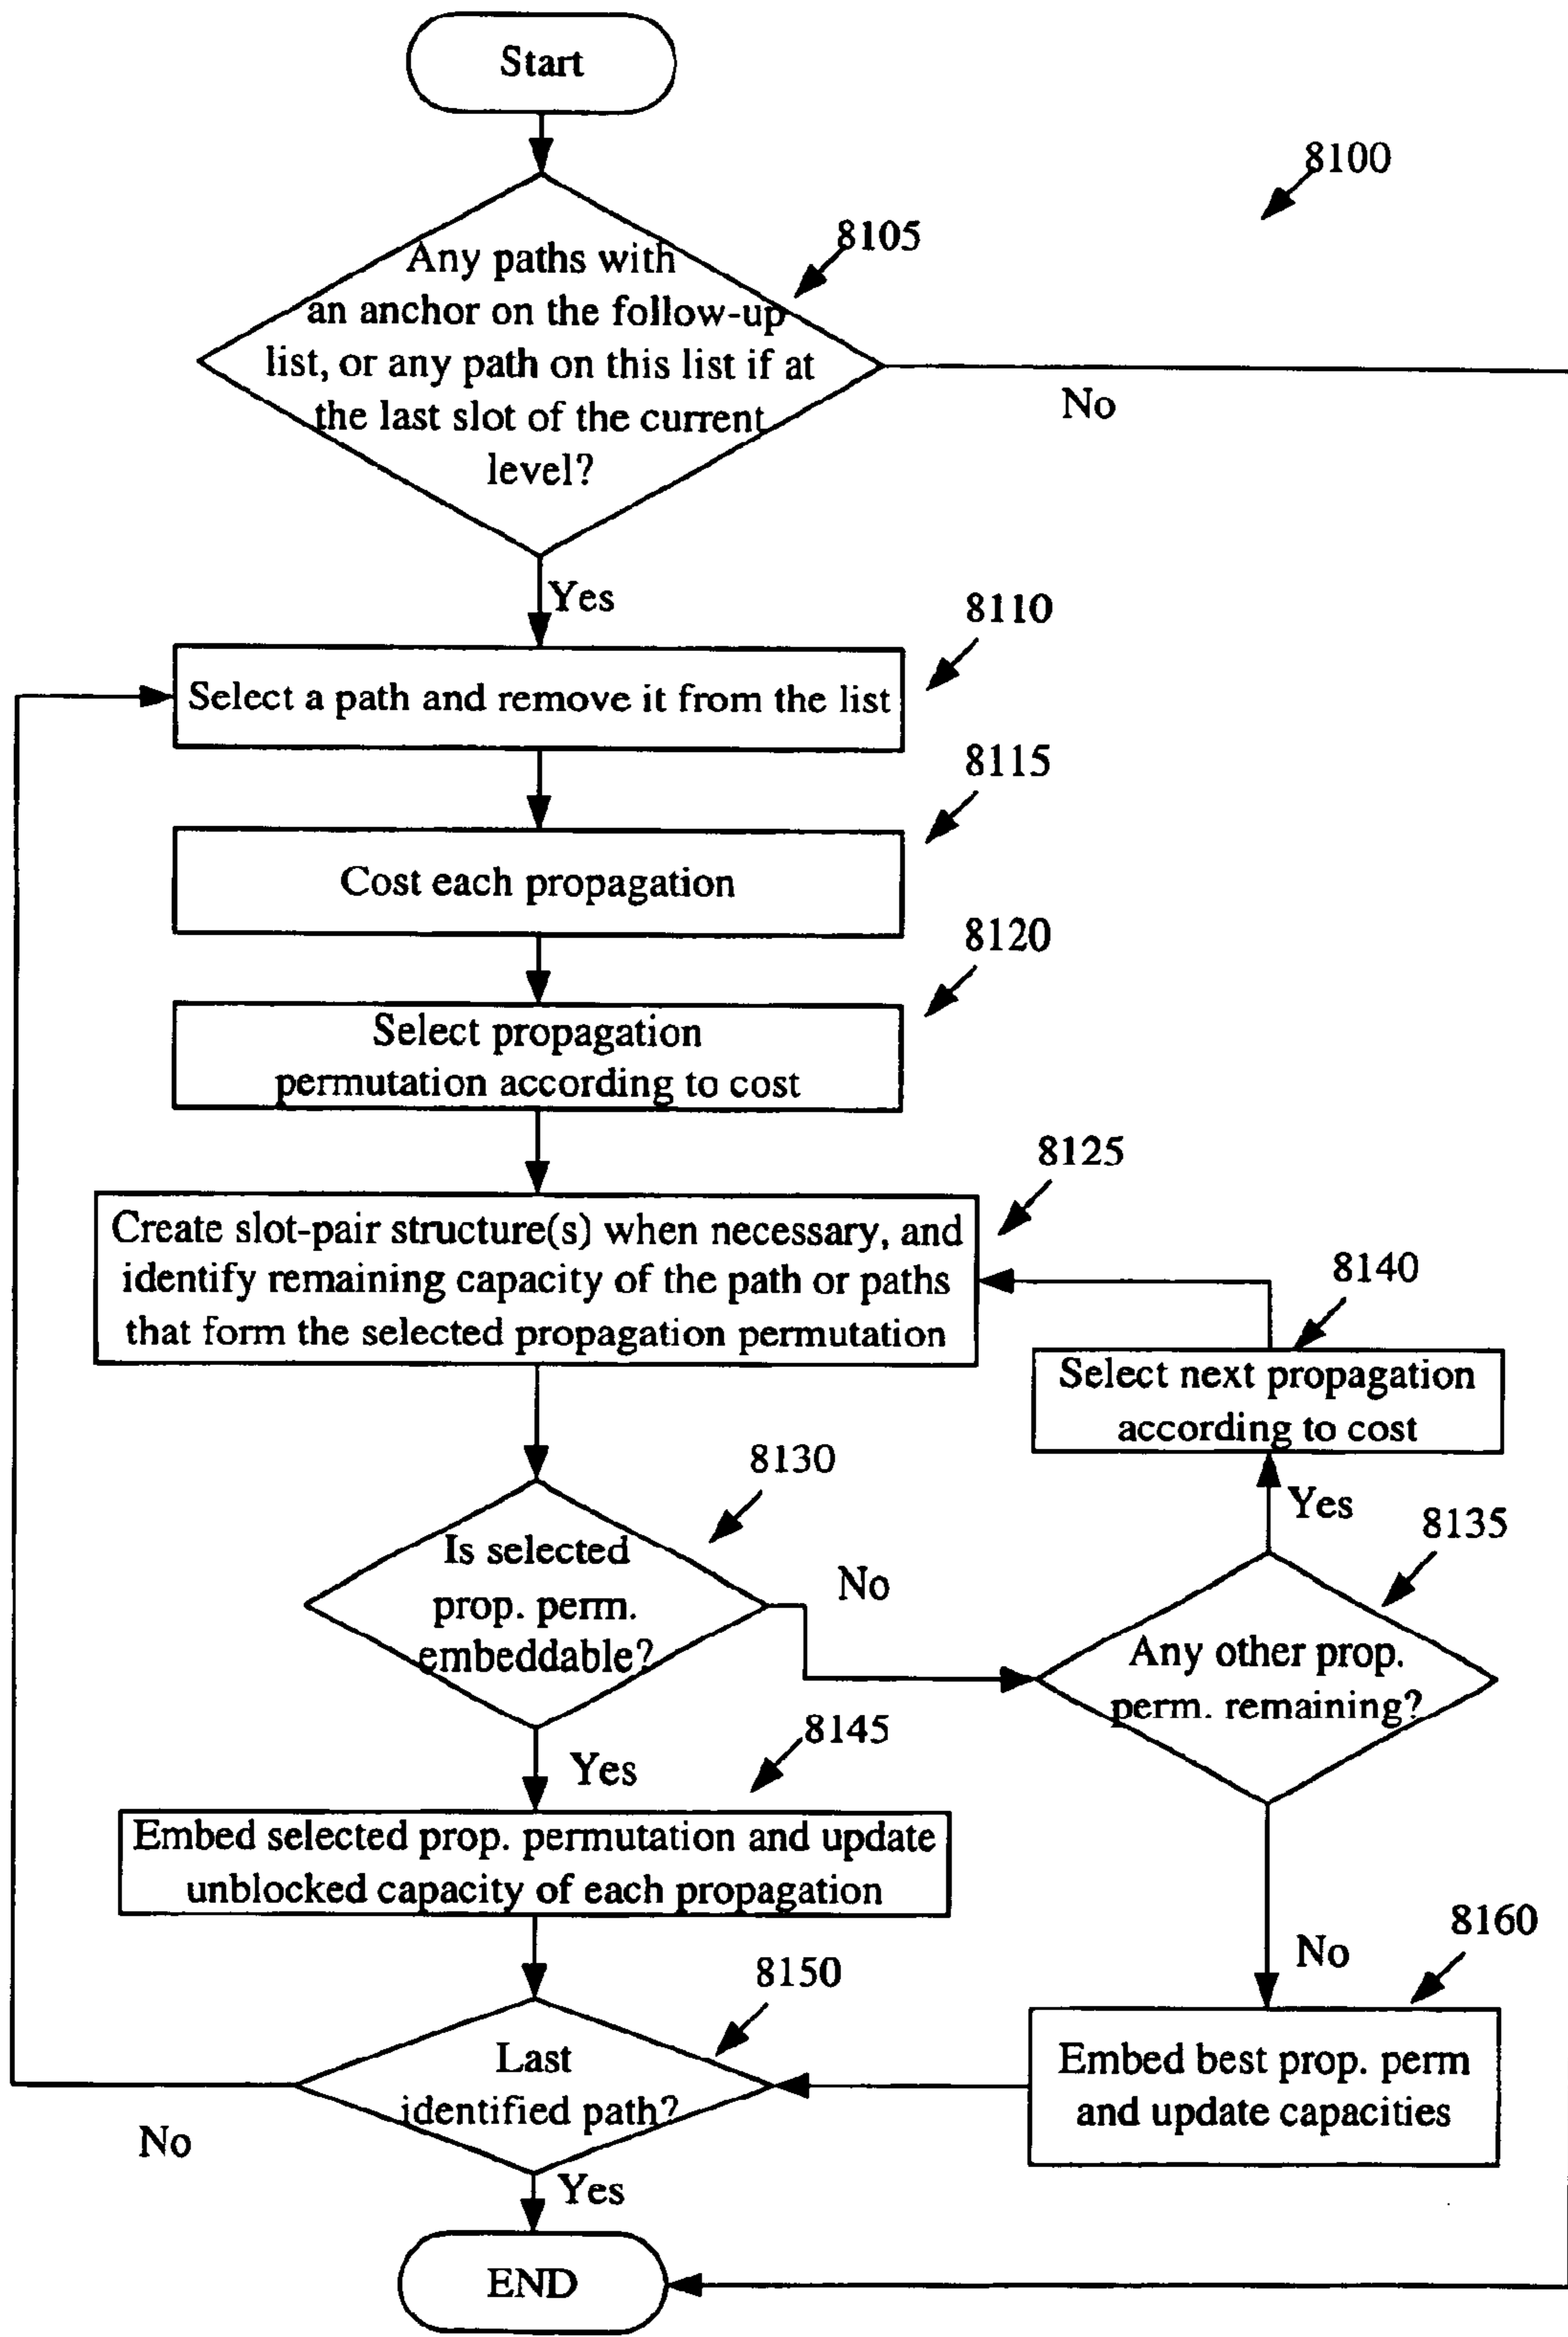 Start
8100
8105
Any paths with
an anchor on the follow-up
list, or any path on this list if at
the last slot of the current
level?
No
Yes
8110
Select a path and remove it from the list
8115
Cost each propagation
8120
Select propagation
permutation according to cost
8125
Create slot-pair structure(s) when necessary, and
identify remaining capacity of the path or paths
that form the selected propagation permutation
8140
Select next propagation
according to cost
8130
Is selected
prop. perm.
embeddable?
No
Yes
8135
Any other prop.
perm. remaining?
Yes
8145
Embed selected prop. permutation and update
unblocked capacity of each propagation
No
8160
Embed best prop. perm
and update capacities
8150
Last
identified path?
No
Yes
END